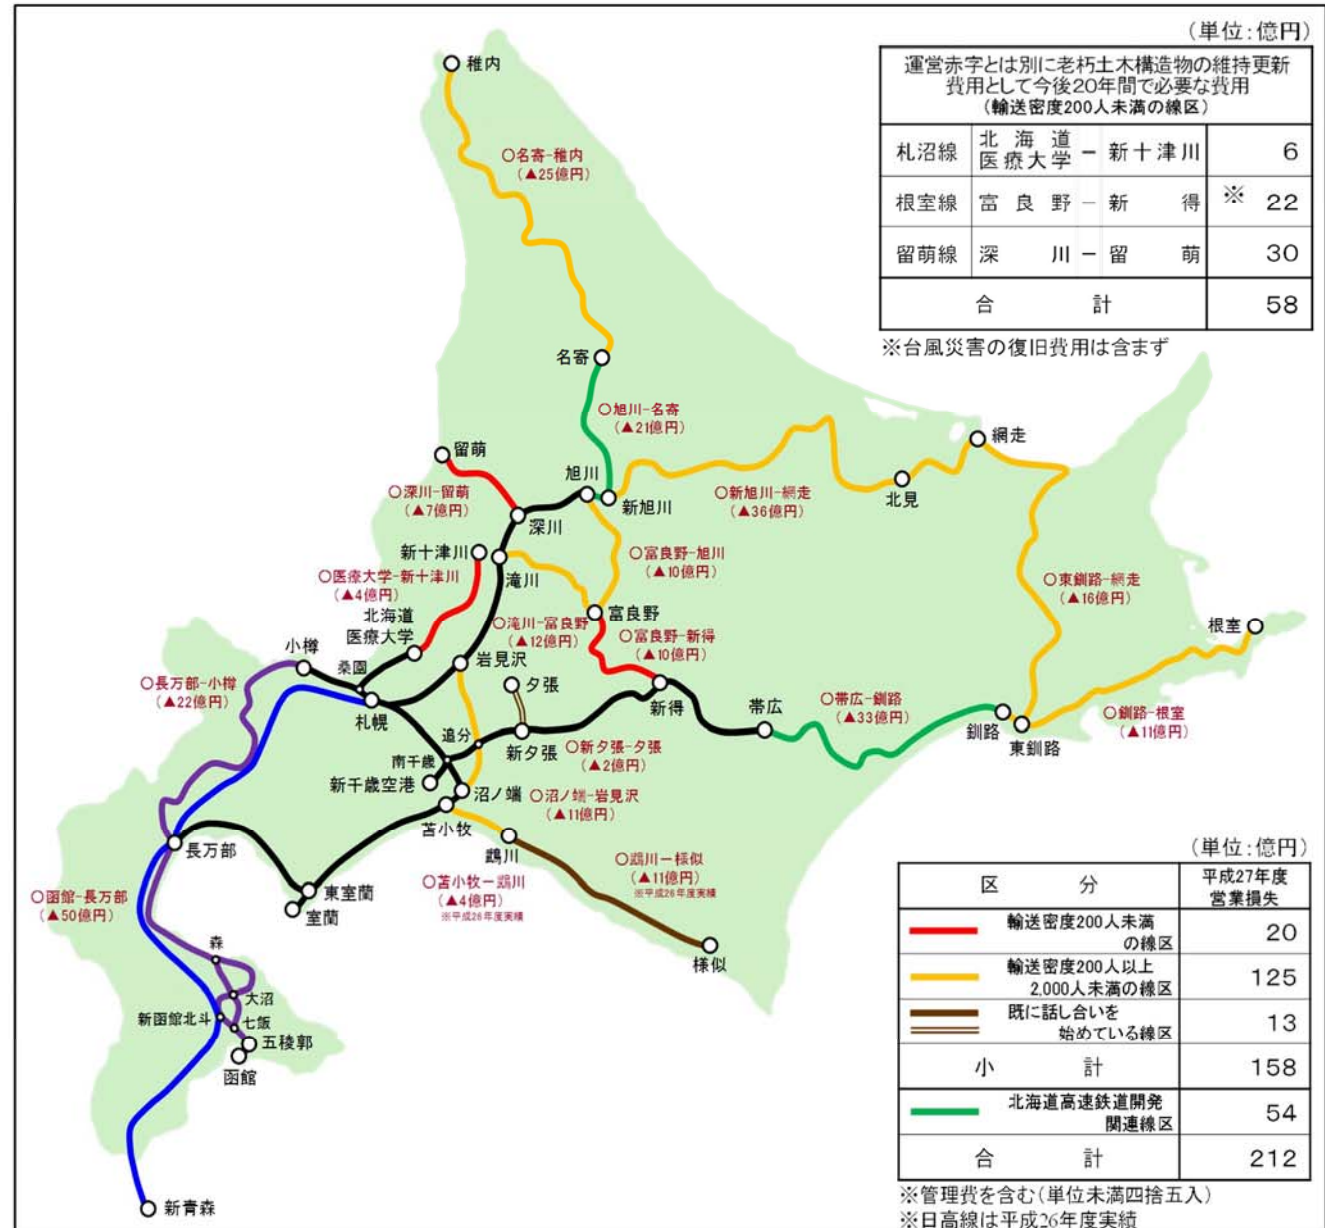 (単位:億円)
運営赤字とは別に老朽土木構造物の維持更新
費用として今後20年間で必要な費用
(輸送密度200人未満の線区)
札沼線 北海道医療大学 － 新十津川 6
根室線 富良野 － 新得 ※ 22
留萌線 深川 － 留萌 30
合計 58
※台風災害の復旧費用は含まず
稚内
○名寄-稚内
(▲25億円)
名寄
○旭川-名寄
(▲21億円)
留萌
○深川-留萌
(▲7億円)
旭川
新旭川
深川
○新旭川-網走
(▲36億円)
北見
網走
新十津川
滝川
○医療大学-新十津川
(▲4億円)
北海道
医療大学
○富良野-旭川
(▲10億円)
富良野
○滝川-富良野
(▲12億円)
○富良野-新得
(▲10億円)
○東釧路-網走
(▲16億円)
根室
小樽
桑園
岩見沢
夕張
○長万部-小樽
(▲22億円)
札幌
新得
帯広
○帯広-釧路
(▲33億円)
釧路
東釧路
○釧路-根室
(▲11億円)
追分
新夕張
○新夕張-夕張
(▲2億円)
南千歳
新千歳空港
沼ノ端
○沼ノ端-岩見沢
(▲11億円)
苫小牧
鵡川
長万部
○函館-長万部
(▲50億円)
東室蘭
室蘭
○苫小牧－鵡川
(▲4億円)
※平成26年度実績
○鵡川－様似
(▲11億円)
※平成26年度実績
様似
森
大沼
新函館北斗
七飯
五稜郭
函館
新青森
(単位:億円)
区分 平成27年度
営業損失
輸送密度200人未満
の線区 20
輸送密度200人以上
2,000人未満の線区 125
既に話し合いを
始めている線区 13
小計 158
北海道高速鉄道開発
関連線区 54
合計 212
※管理費を含む(単位未満四捨五入)
※日高線は平成26年度実績